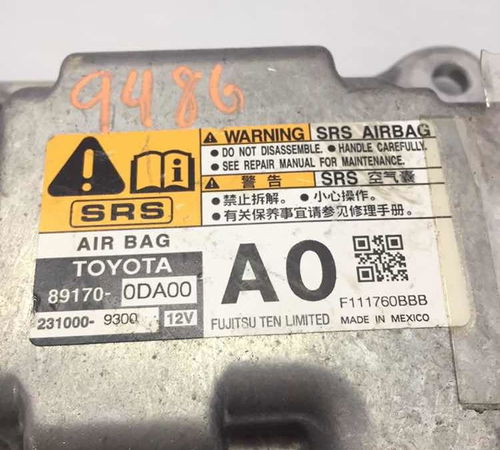 9486
WARNING SRS AIRBAG
• DO NOT DISASSEMBLE. • HANDLE CAREFULLY.
• SEE REPAIR MANUAL FOR MAINTENANCE.
警告 SRS 空气囊
• 禁止拆解。 • 小心操作。
• 有关保养事宜请参见修理手册。
SRS
AIR BAG
TOYOTA
89170- 0DA00
231000- 9300 12V
A0
FUJITSU TEN LIMITED
F111760BBB
MADE IN MEXICO